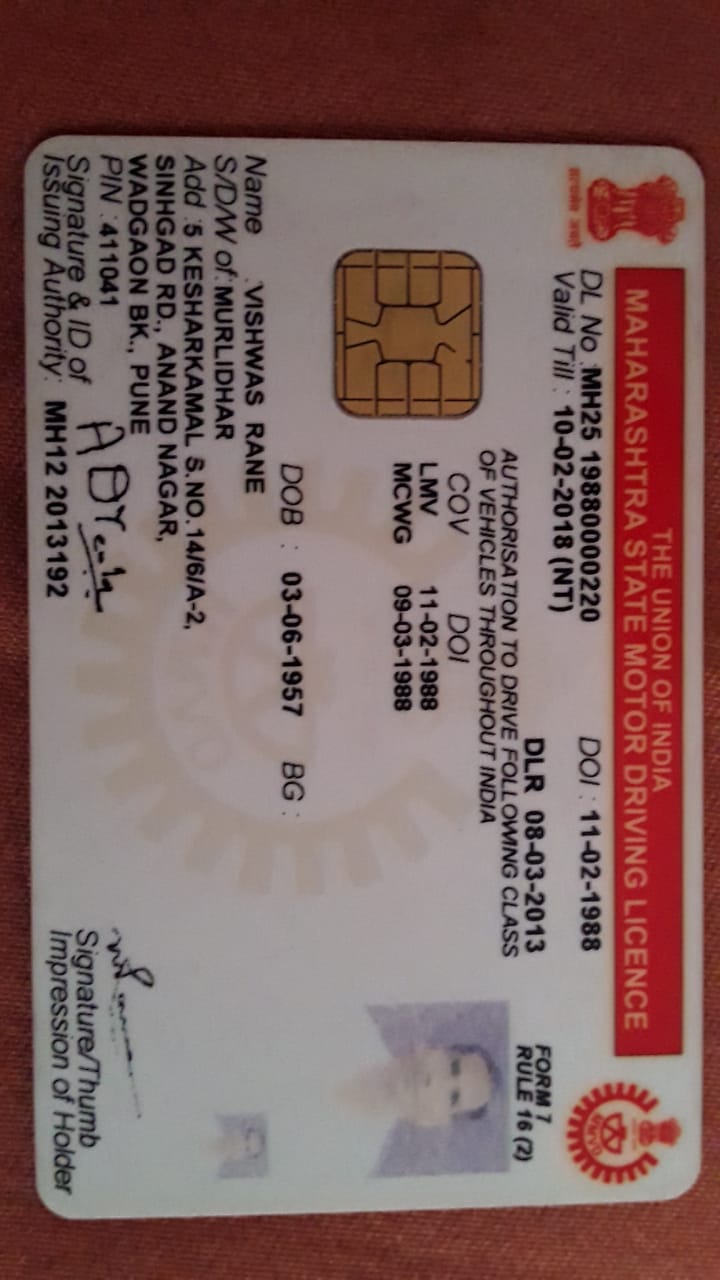 THE UNION OF INDIA
MAHARASHTRA STATE MOTOR DRIVING LICENCE
सत्यमेव जयते
DL No :MH25 19880000220 DOI : 11-02-1988
Valid Till : 10-02-2018 (NT)
DLR 08-03-2013
FORM 7
RULE 16 (2)
AUTHORISATION TO DRIVE FOLLOWING CLASS
OF VEHICLES THROUGHOUT INDIA
COV DOI
LMV 11-02-1988
MCWG 09-03-1988
DOB : 03-06-1957 BG :
Name :VISHWAS RANE
S/D/W of:MURLIDHAR
Add :5 KESHARKAMAL S.NO.14/6/A-2,
SINHGAD RD., ANAND NAGAR,
WADGAON BK., PUNE
PIN :411041
Signature & ID of
Issuing Authority: MH12 2013192
Signature/Thumb
Impression of Holder